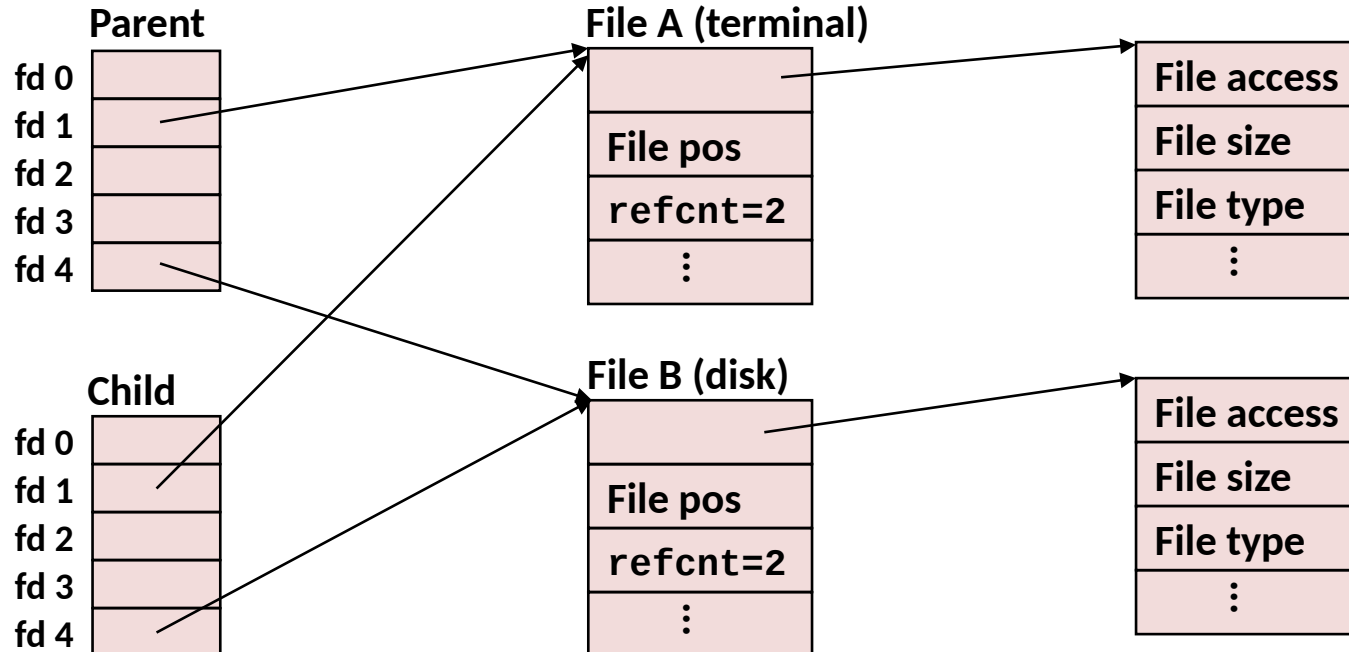 Parent
fd 0
fd 1
fd 2
fd 3
fd 4
Child
fd 0
fd 1
fd 2
fd 3
fd 4
File A (terminal)
File pos
refcnt=2
⋮
File B (disk)
File pos
refcnt=2
⋮
File access
File size
File type
⋮
File access
File size
File type
⋮